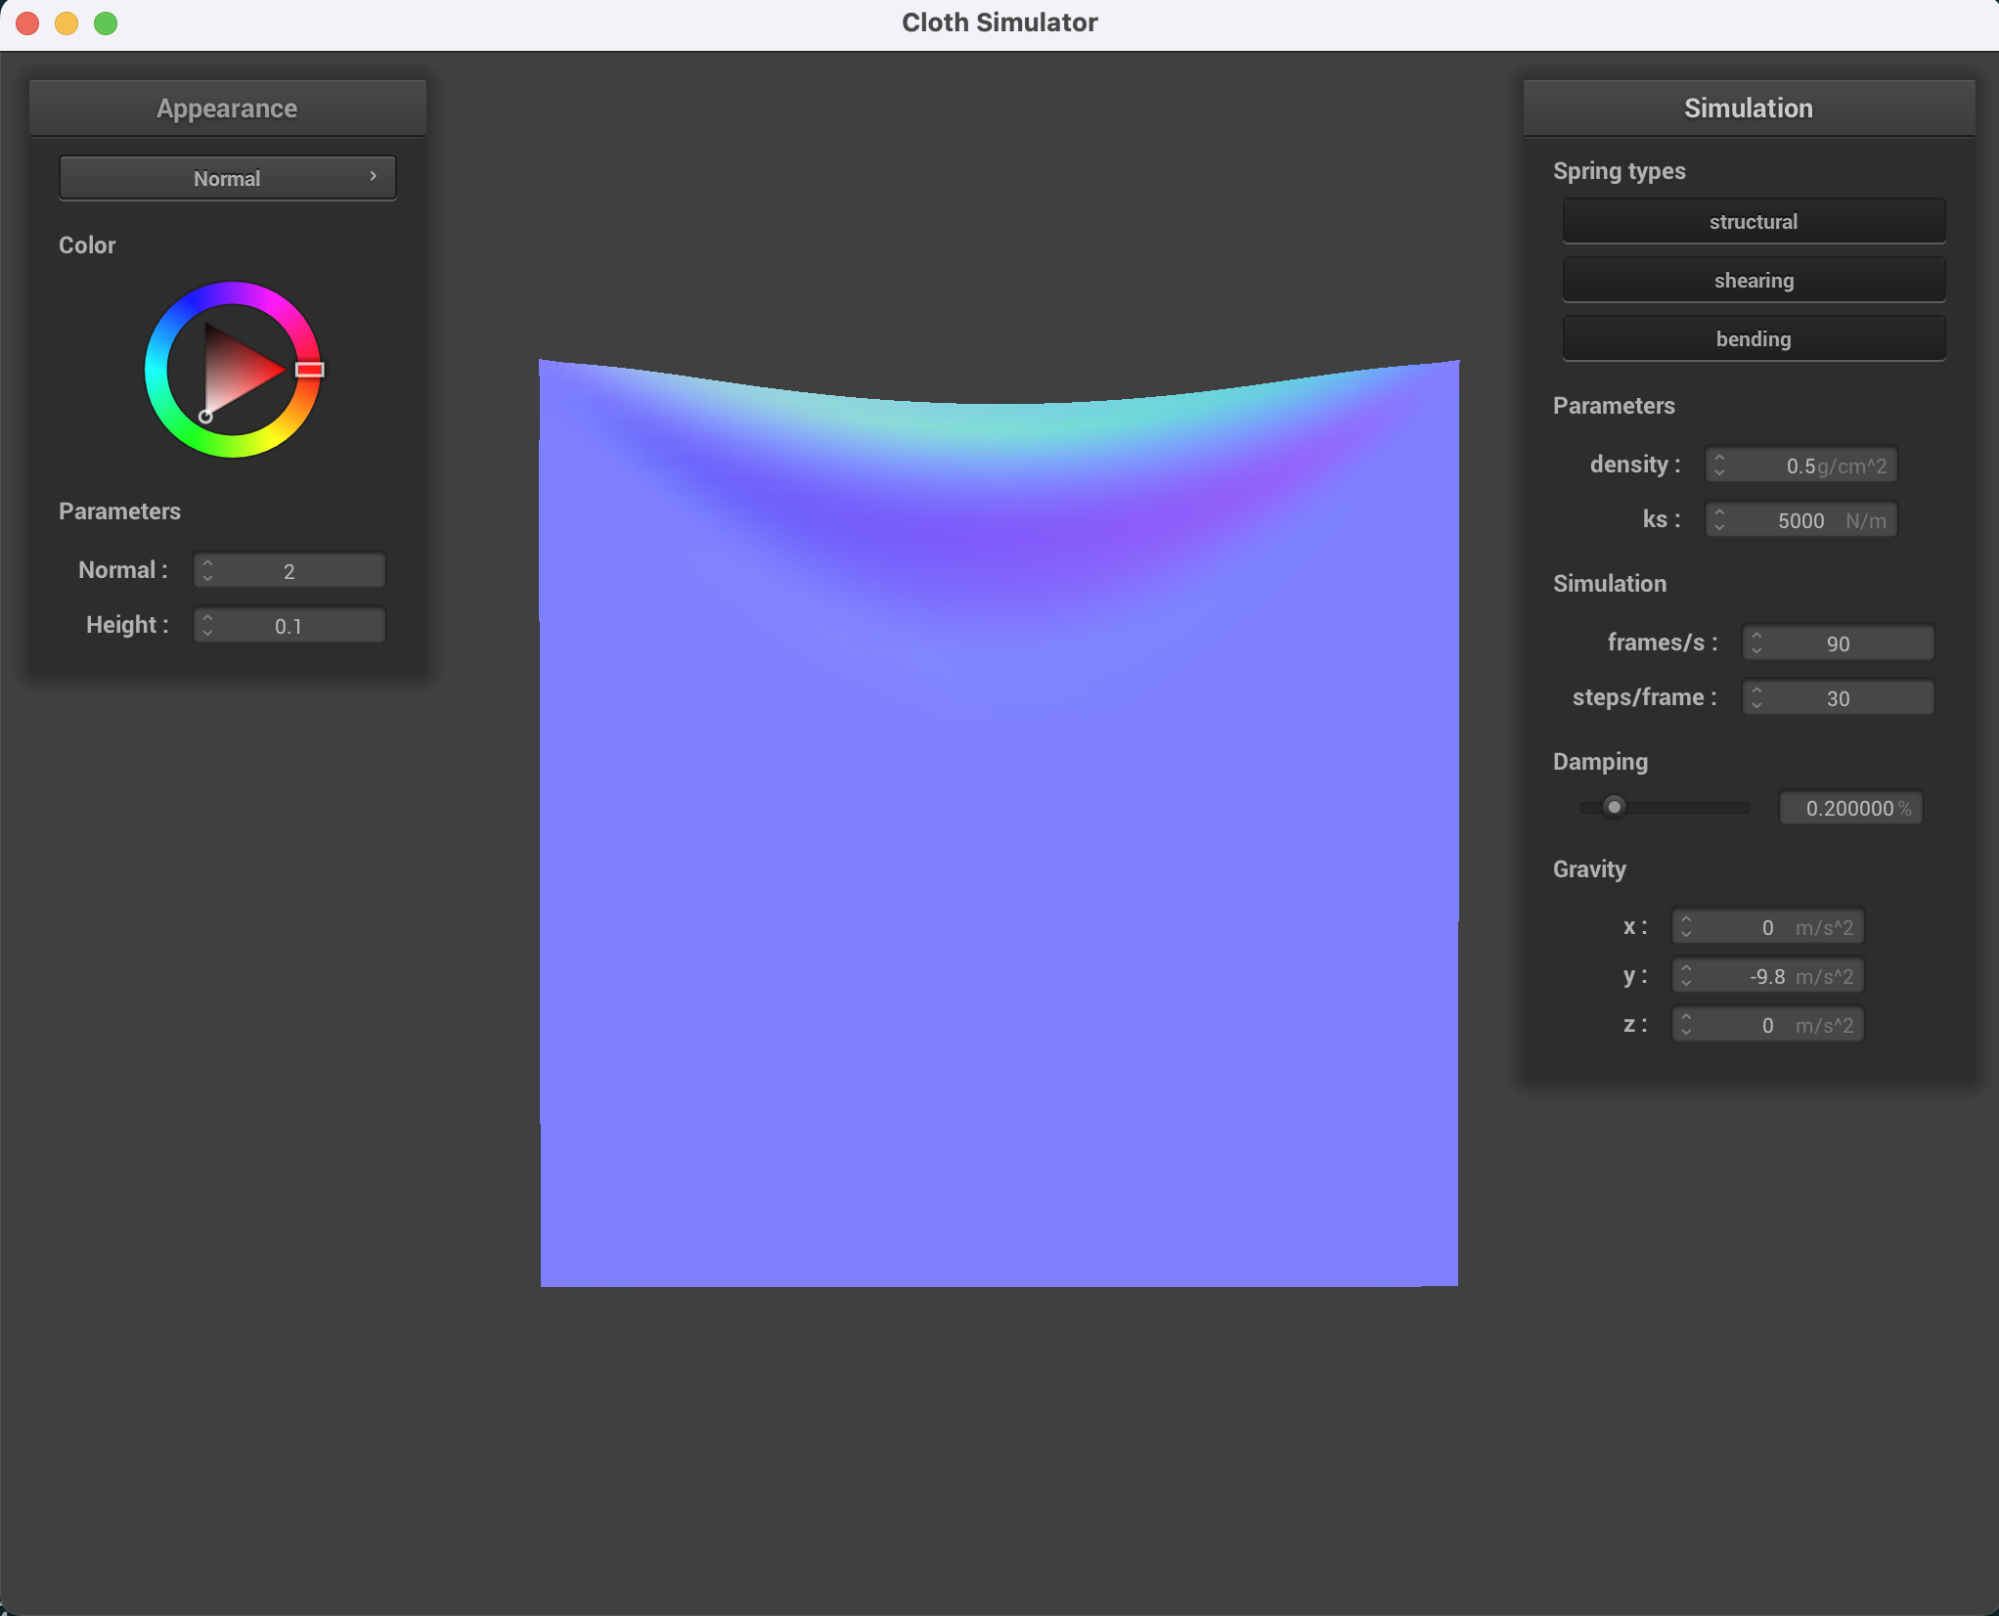 Cloth Simulator
Appearance
Normal
Color
Parameters
Normal : 2
Height : 0.1
Simulation
Spring types
structural
shearing
bending
Parameters
density : 0.5 g/cm^2
ks : 5000 N/m
Simulation
frames/s : 90
steps/frame : 30
Damping
0.200000 %
Gravity
x : 0 m/s^2
y : -9.8 m/s^2
z : 0 m/s^2